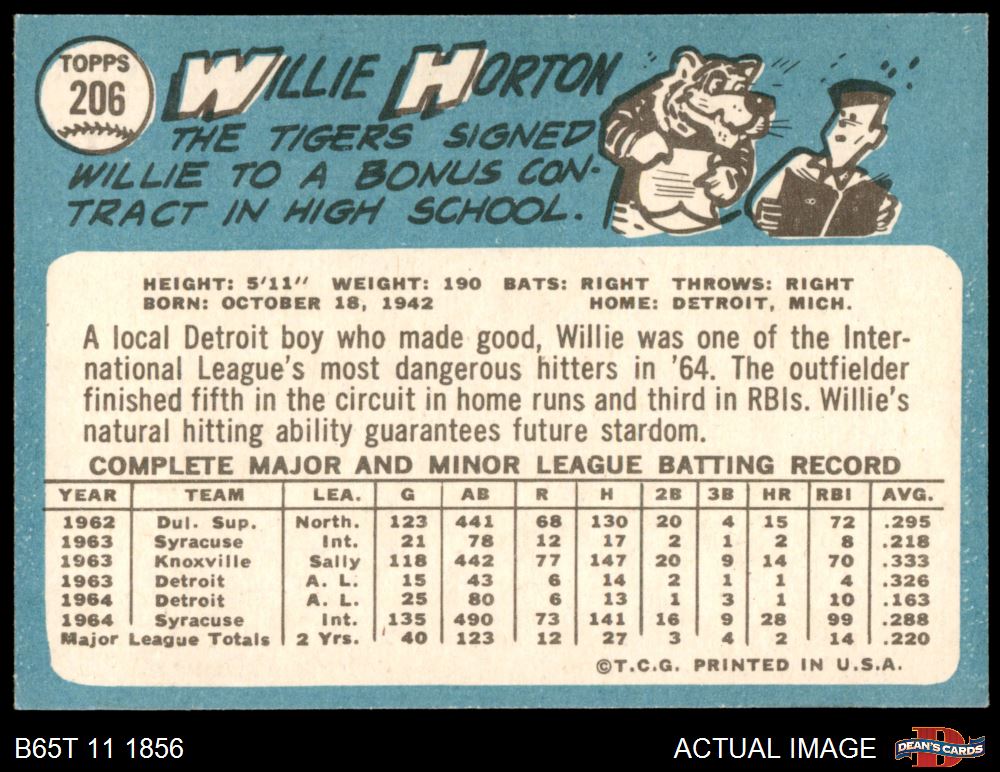 TOPPS
206
WILLIE HORTON
THE TIGERS SIGNED
WILLIE TO A BONUS CON-
TRACT IN HIGH SCHOOL.
HEIGHT: 5'11" WEIGHT: 190 BATS: RIGHT THROWS: RIGHT
BORN: OCTOBER 18, 1942 HOME: DETROIT, MICH.
A local Detroit boy who made good, Willie was one of the Inter-
national League's most dangerous hitters in '64. The outfielder
finished fifth in the circuit in home runs and third in RBIs. Willie's
natural hitting ability guarantees future stardom.
COMPLETE MAJOR AND MINOR LEAGUE BATTING RECORD
YEAR TEAM LEA. G AB R H 2B 3B HR RBI AVG.
1962 Dul. Sup. North. 123 441 68 130 20 4 15 72 .295
1963 Syracuse Int. 21 78 12 17 2 1 2 8 .218
1963 Knoxville Sally 118 442 77 147 20 9 14 70 .333
1963 Detroit A. L. 15 43 6 14 2 1 1 4 .326
1964 Detroit A. L. 25 80 6 13 1 3 1 10 .163
1964 Syracuse Int. 135 490 73 141 16 9 28 99 .288
Major League Totals 2 Yrs. 40 123 12 27 3 4 2 14 .220
©T.C.G. PRINTED IN U.S.A.
B65T 11 1856 ACTUAL IMAGE
D
DEAN'S CARDS